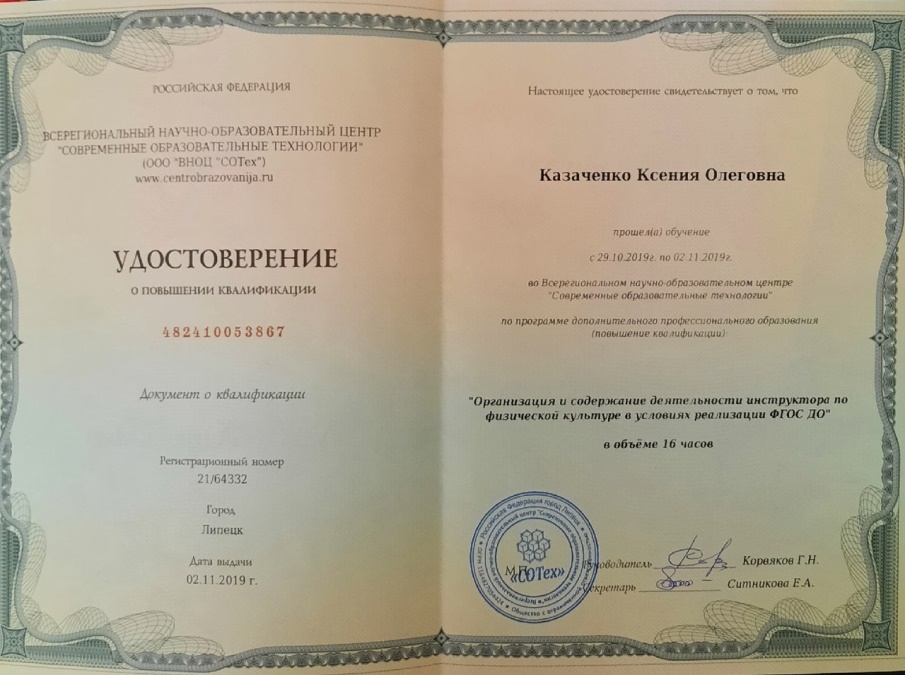 РОССИЙСКАЯ ФЕДЕРАЦИЯ
ВСЕРЕГИОНАЛЬНЫЙ НАУЧНО-ОБРАЗОВАТЕЛЬНЫЙ ЦЕНТР
"СОВРЕМЕННЫЕ ОБРАЗОВАТЕЛЬНЫЕ ТЕХНОЛОГИИ"
(ООО "ВНОЦ "СОТех")
www.centrobrazovanija.ru
УДОСТОВЕРЕНИЕ
О ПОВЫШЕНИИ КВАЛИФИКАЦИИ
482410053867
Документ о квалификации
Регистрационный номер
21/64332
Город
Липецк
Дата выдачи
02.11.2019 г.
Настоящее удостоверение свидетельствует о том, что
Казаченко Ксения Олеговна
прошел(а) обучение
с 29.10.2019г. по 02.11.2019г.
во Всерегиональном научно-образовательном центре
"Современные образовательные технологии"
по программе дополнительного профессионального образования
(повышение квалификации)
"Организация и содержание деятельности инструктора по
физической культуре в условиях реализации ФГОС ДО"
в объёме 16 часов
М.П.
Руководитель Корвяков Г.Н.
Секретарь Ситникова Е.А.
«СОТех»